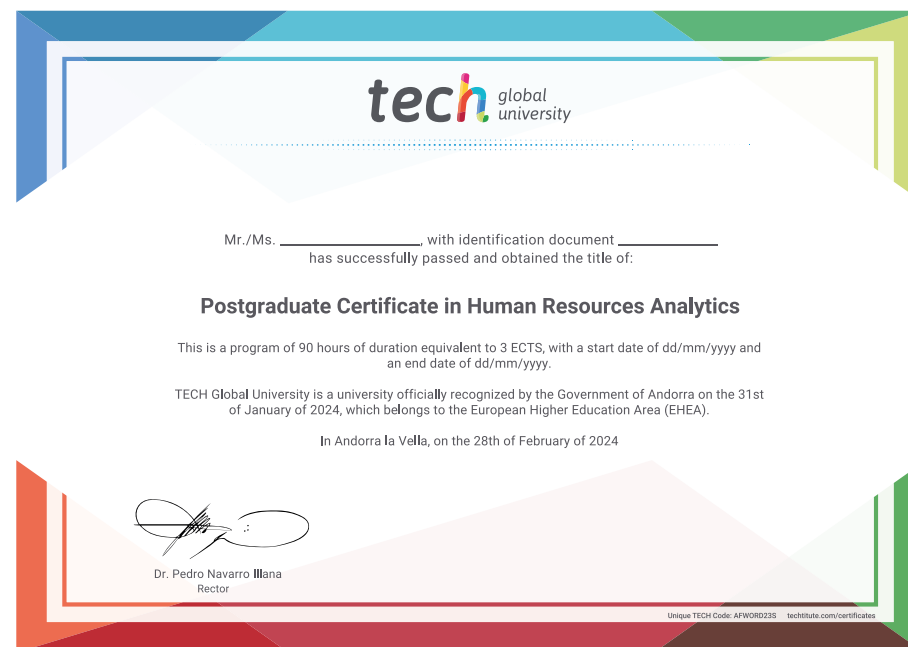 tech global
university
Mr./Ms. ____________, with identification document ____________
has successfully passed and obtained the title of:
Postgraduate Certificate in Human Resources Analytics
This is a program of 90 hours of duration equivalent to 3 ECTS, with a start date of dd/mm/yyyy and
an end date of dd/mm/yyyy.
TECH Global University is a university officially recognized by the Government of Andorra on the 31st
of January of 2024, which belongs to the European Higher Education Area (EHEA).
In Andorra la Vella, on the 28th of February of 2024
Dr. Pedro Navarro Illana
Rector
Unique TECH Code: AFWORD23S techtitute.com/certificates